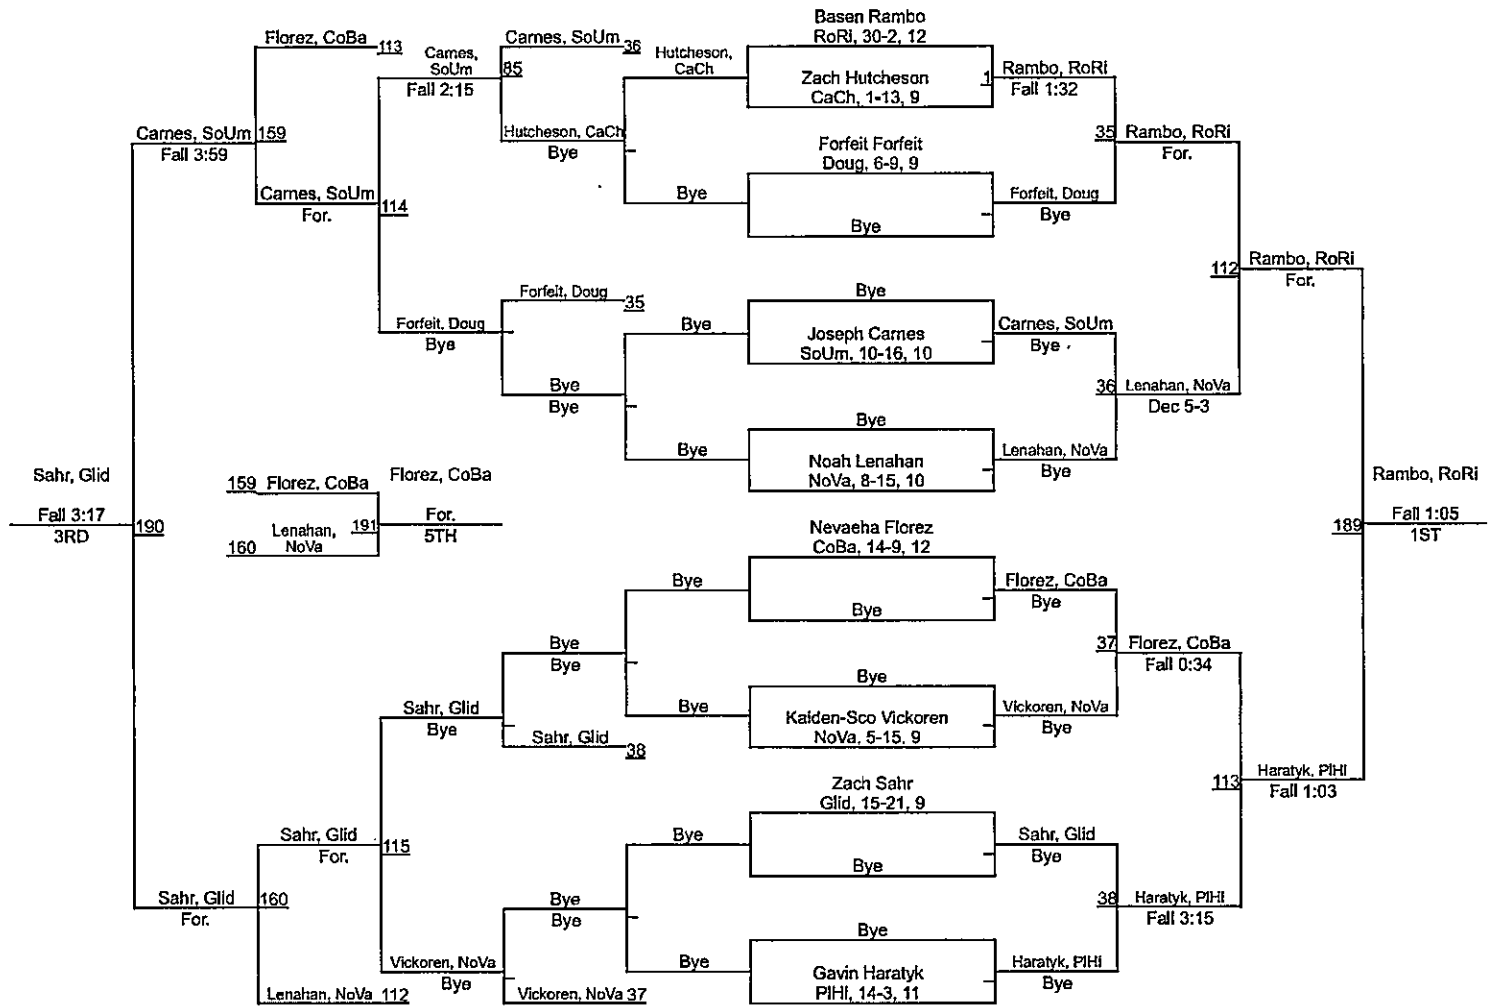 Basen Rambo
RoRi, 30-2, 12
Florez, CoBa
113
Carnes,
SoUm
85
Fall 2:15
Carnes, SoUm
36
Hutcheson,
CaCh
Zach Hutcheson
CaCh, 1-13, 9
1
Rambo, RoRi
Fall 1:32
Carnes, SoUm
159
Fall 3:59
Hutcheson, CaCh
Bye
Forfeit Forfeit
Doug, 6-9, 9
35
Rambo, RoRi
For.
Carnes, SoUm
For.
114
Bye
Bye
Forfeit, Doug
Bye
112
Rambo, RoRi
For.
Forfeit, Doug
Bye
Forfeit, Doug
35
Bye
Bye
Joseph Carnes
SoUm, 10-16, 10
Carnes, SoUm
Bye
Bye
Bye
36
Lenahan, NoVa
Dec 5-3
Bye
Bye
Noah Lenahan
NoVa, 8-15, 10
Lenahan, NoVa
Bye
Sahr, Glid
Fall 3:17
3RD
190
159
Florez, CoBa
Lenahan,
NoVa
160
191
Florez, CoBa
For.
5TH
Rambo, RoRi
189
Fall 1:05
1ST
Nevaeha Florez
CoBa, 14-9, 12
Bye
Bye
Florez, CoBa
Bye
Bye
Bye
37
Florez, CoBa
Fall 0:34
Sahr, Glid
Bye
Bye
Bye
Kaiden-Sco Vickoren
NoVa, 5-15, 9
Vickoren, NoVa
Bye
Sahr, Glid
38
113
Haratyk, PlHi
Fall 1:03
Zach Sahr
Glid, 15-21, 9
Sahr, Glid
For.
115
Bye
Bye
Sahr, Glid
Bye
Sahr, Glid
For.
160
Bye
Bye
38
Haratyk, PlHi
Fall 3:15
Vickoren, NoVa
Bye
Bye
Bye
Gavin Haratyk
PlHi, 14-3, 11
Haratyk, PlHi
Bye
Lenahan, NoVa
112
Vickoren, NoVa
37